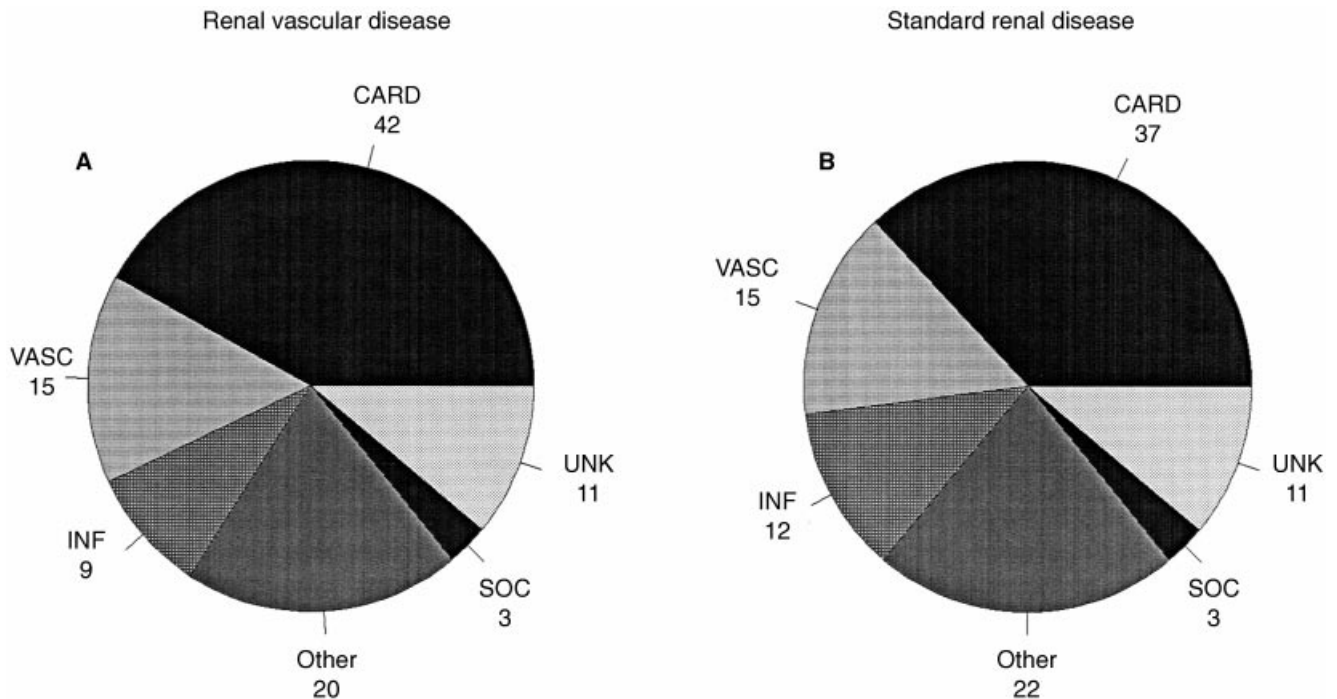 Renal vascular disease
Standard renal disease
A
CARD
42
VASC
15
INF
9
Other
20
SOC
3
UNK
11
B
CARD
37
VASC
15
INF
12
Other
22
SOC
3
UNK
11